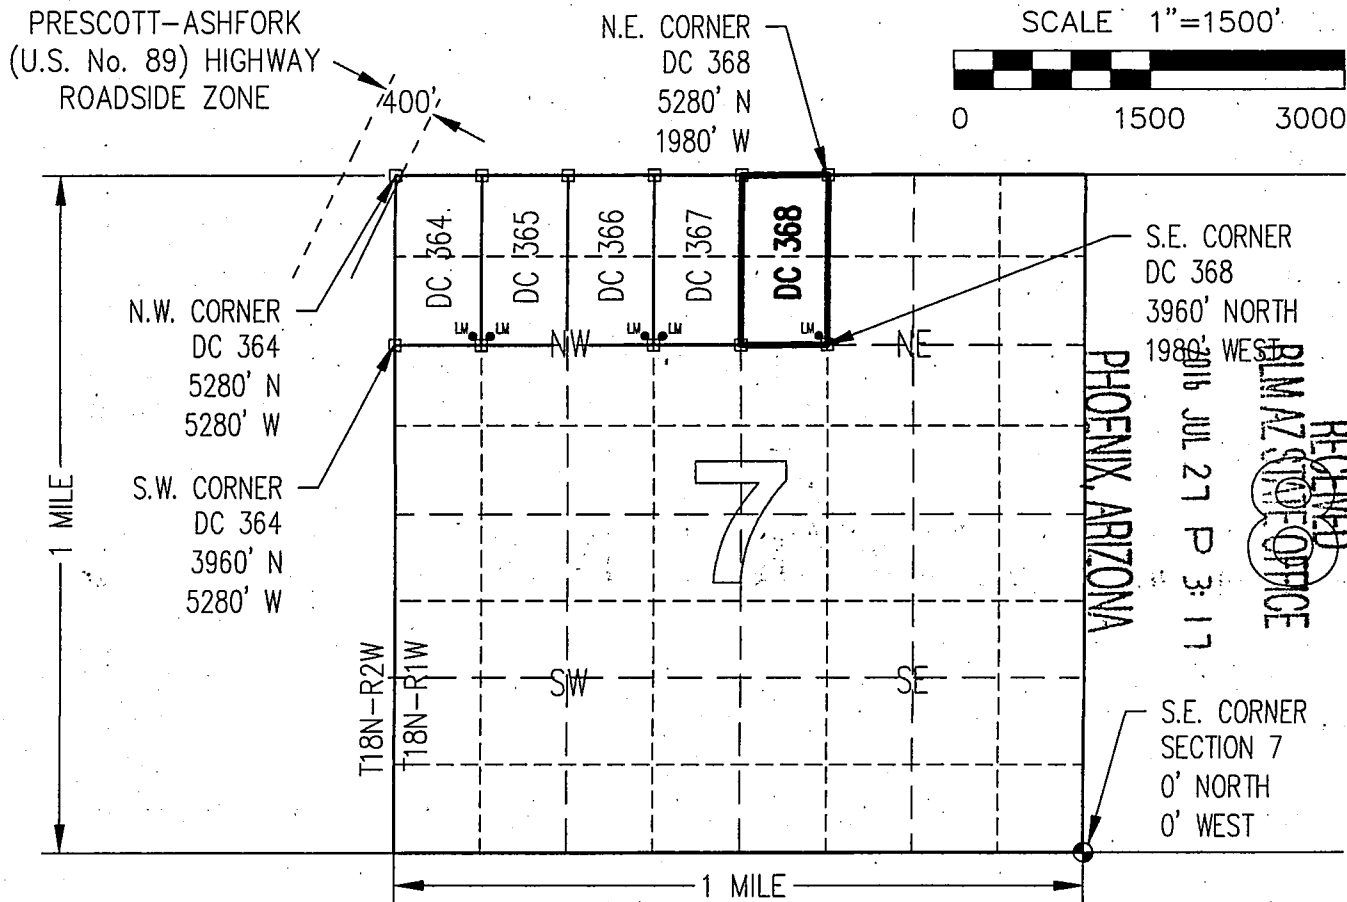 PRESCOTT-ASHFORK
(U.S. No. 89) HIGHWAY
ROADSIDE ZONE
400'
N.E. CORNER
DC 368
5280' N
1980' W
SCALE 1"=1500'
0 1500 3000
DC 364
DC 365
DC 366
DC 367
DC 368
LM LM LM LM LM
N.W. CORNER
DC 364
5280' N
5280' W
S.W. CORNER
DC 364
3960' N
5280' W
S.E. CORNER
DC 368
3960' NORTH
1980' WEST
NW
NE
7
SW
SE
1 MILE
T18N-R2W
T18N-R1W
RECEIVED
BLM AZ STATE OFFICE
2016 JUL 27 P 3:17
PHOENIX, ARIZONA
S.E. CORNER
SECTION 7
0' NORTH
0' WEST
1 MILE